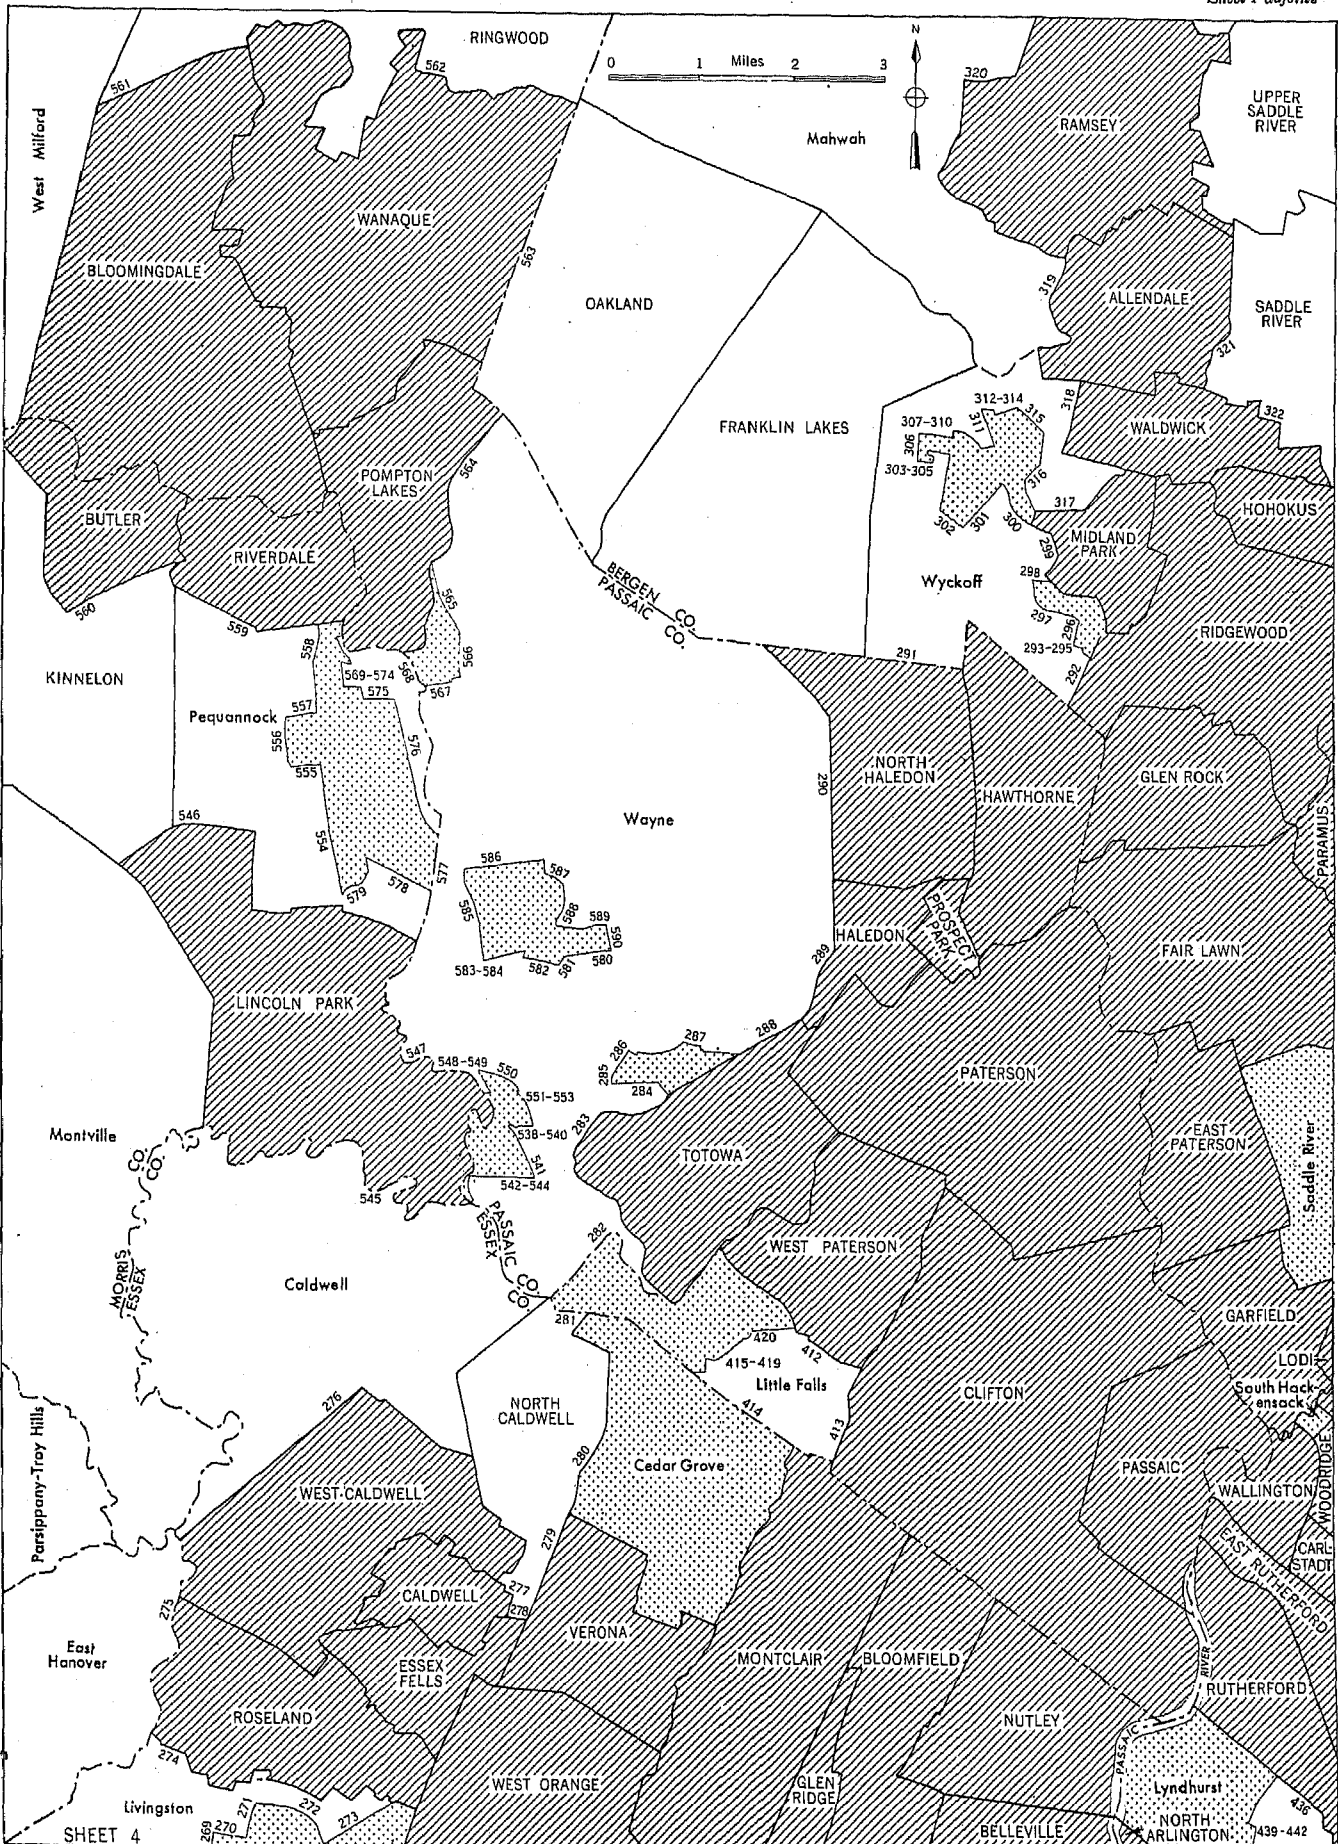 Sheet 1 adjoins
RINGWOOD
562
561
0 1 Miles 2 3
N
320
UPPER
SADDLE
RIVER
RAMSEY
Mahwah
West Milford
WANAQUE
563
BLOOMINGDALE
OAKLAND
319
ALLENDALE
SADDLE
RIVER
321
312-314
315
318
322
307-310
311
306
303-305
FRANKLIN LAKES
WALDWICK
564
POMPTON
LAKES
316
317
302
301
300
HOHOKUS
BUTLER
RIVERDALE
MIDLAND
PARK
299
298
Wyckoff
BERGEN CO.
PASSAIC CO.
565
560
559
297
296
293-295
RIDGEWOOD
558
566
291
292
KINNELON
569-574
568
575
567
557
Pequannock
556
576
555
290
NORTH
HALEDON
HAWTHORNE
GLEN ROCK
PARAMUS
546
Wayne
554
577
586
587
578
579
585
588
589
590
PROSPECT
PARK
HALEDON
289
FAIR LAWN
583-584
582
581
580
LINCOLN PARK
547
548-549
550
286
287
288
285
284
551-553
PATERSON
538-540
283
Montville
541
TOTOWA
EAST
PATERSON
Saddle River
CO.
CO.
542-544
545
PASSAIC CO.
ESSEX CO.
282
WEST PATERSON
MORRIS
ESSEX
Caldwell
281
GARFIELD
420
412
415-419
Little Falls
LODI
South Hack-
ensack
276
NORTH
CALDWELL
414
413
CLIFTON
Parsippany-Troy Hills
280
Cedar Grove
PASSAIC
WOODRIDGE
WEST CALDWELL
WALLINGTON
279
CARL-
STADT
EAST RUTHERFORD
277
CALDWELL
278
275
VERONA
East
Hanover
ESSEX
FELLS
MONTCLAIR
BLOOMFIELD
RIVER
RUTHERFORD
ROSELAND
NUTLEY
PASSAIC
274
WEST ORANGE
GLEN
RIDGE
Lyndhurst
436
Livingston
272
271
273
269
270
NORTH
ARLINGTON
439-442
SHEET 4
BELLEVILLE